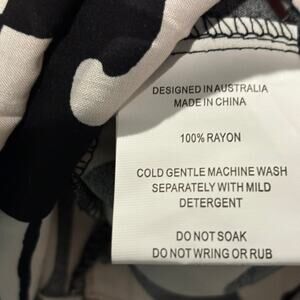 DESIGNED IN AUSTRALIA
MADE IN CHINA
100% RAYON
COLD GENTLE MACHINE WASH
SEPARATELY WITH MILD
DETERGENT
DO NOT SOAK
DO NOT WRING OR RUB